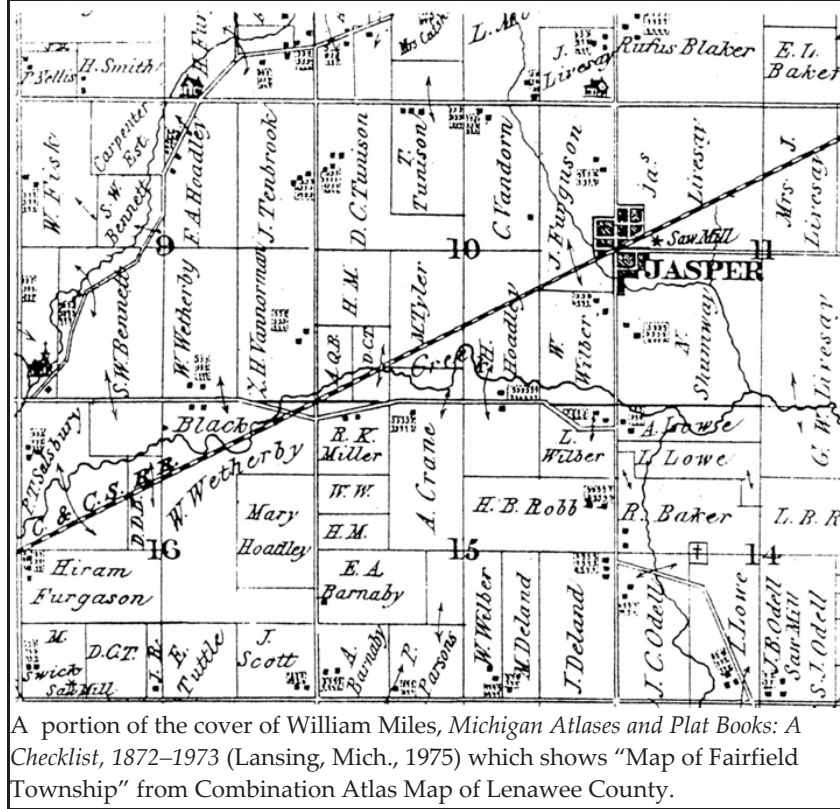 L. M
Mrs Calsk
J. Livesay
Rufus Blaker
E. L. Baker
P. Yellis
H. Smith
H. Fur
Carpenter Est.
W. Fisk
S. W. Bennett
F. A. Hoadley
J. Tenbrook
D. C. Twuson
T. Tunison
C. Vandorn
J. Furguson
Jas Livesay
Mrs J. Livesay
9
10
11
Saw Mill
JASPER
S. W. Bennett
W. Wetherby
X. H. Vannorman
H. M.
A. O. B.
D. C. T.
M. Tyler
Creek
H. Hoadley
W. Wilber
N. Shumway
G. W. Livesay
Black
P. T. Salsbury
C. & C. S. R. R.
D. D.
W. Wetherby
R. K. Miller
A. Crane
L. Wilber
A. Lowse
L. Lowe
Mary Hoadley
W. W.
H. M.
H. B. Robb
R. Baker
L. B. R
16
15
14
Hiram Furgason
E. A. Barnaby
M. Swick
Saw Mill
D. C. T.
J. R.
E. Tuttle
J. Scott
A. Barnaby
P. Parsons
W. Wilber
M. Deland
J. Deland
J. C. Odell
I. Lowe
J. B. Odell
Saw Mill
S. J. Odell
A portion of the cover of William Miles, Michigan Atlases and Plat Books: A
Checklist, 1872–1973 (Lansing, Mich., 1975) which shows “Map of Fairfield
Township” from Combination Atlas Map of Lenawee County.